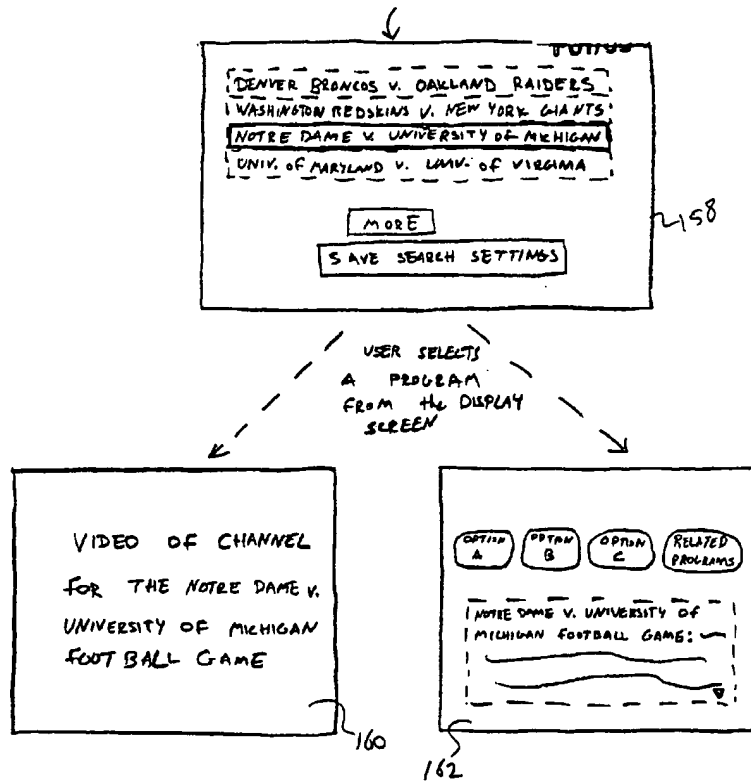 DENVER BRONCOS V. OAKLAND RAIDERS
WASHINGTON REDSKINS V. NEW YORK GIANTS
NOTRE DAME V. UNIVERSITY OF MICHIGAN
UNIV. OF MARYLAND V. UNIV. OF VIRGINIA
MORE
SAVE SEARCH SETTINGS
158
USER SELECTS
A PROGRAM
FROM the DISPLAY
SCREEN
VIDEO OF CHANNEL
FOR THE NOTRE DAME V.
UNIVERSITY OF MICHIGAN
FOOTBALL GAME
160
OPTION A
OPTION B
OPTION C
RELATED PROGRAMS
NOTRE DAME V. UNIVERSITY OF
MICHIGAN FOOTBALL GAME:
162